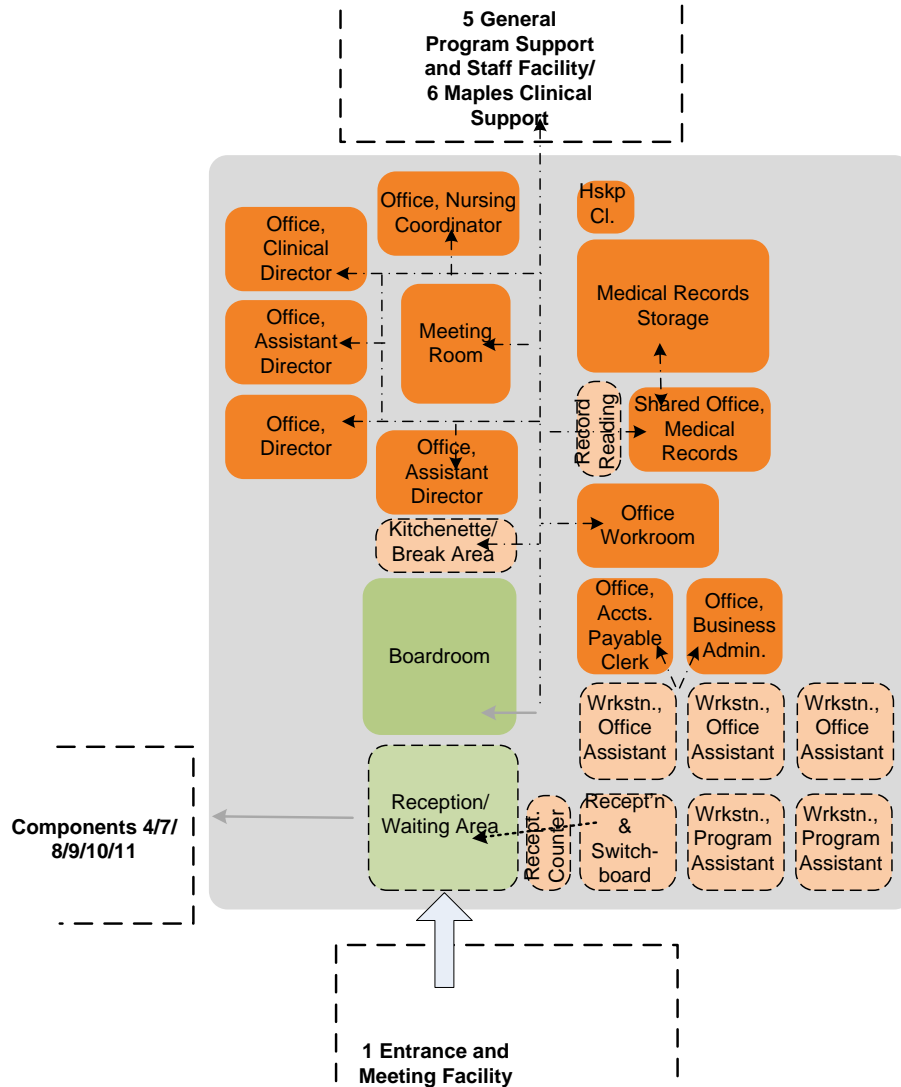 5 General
Program Support
and Staff Facility/
6 Maples Clinical
Support
Hskp
Cl.
Office, Nursing
Coordinator
Office,
Clinical
Director
Medical Records
Storage
Office,
Assistant
Director
Meeting
Room
Office,
Director
Record
Reading
Shared Office,
Medical
Records
Office,
Assistant
Director
Kitchenette/
Break Area
Office
Workroom
Office,
Accts.
Payable
Clerk
Office,
Business
Admin.
Boardroom
Wrkstn.,
Office
Assistant
Wrkstn.,
Office
Assistant
Wrkstn.,
Office
Assistant
Components 4/7/
8/9/10/11
Reception/
Waiting Area
Recept.
Counter
Recept'n
&
Switch-
board
Wrkstn.,
Program
Assistant
Wrkstn.,
Program
Assistant
1 Entrance and
Meeting Facility